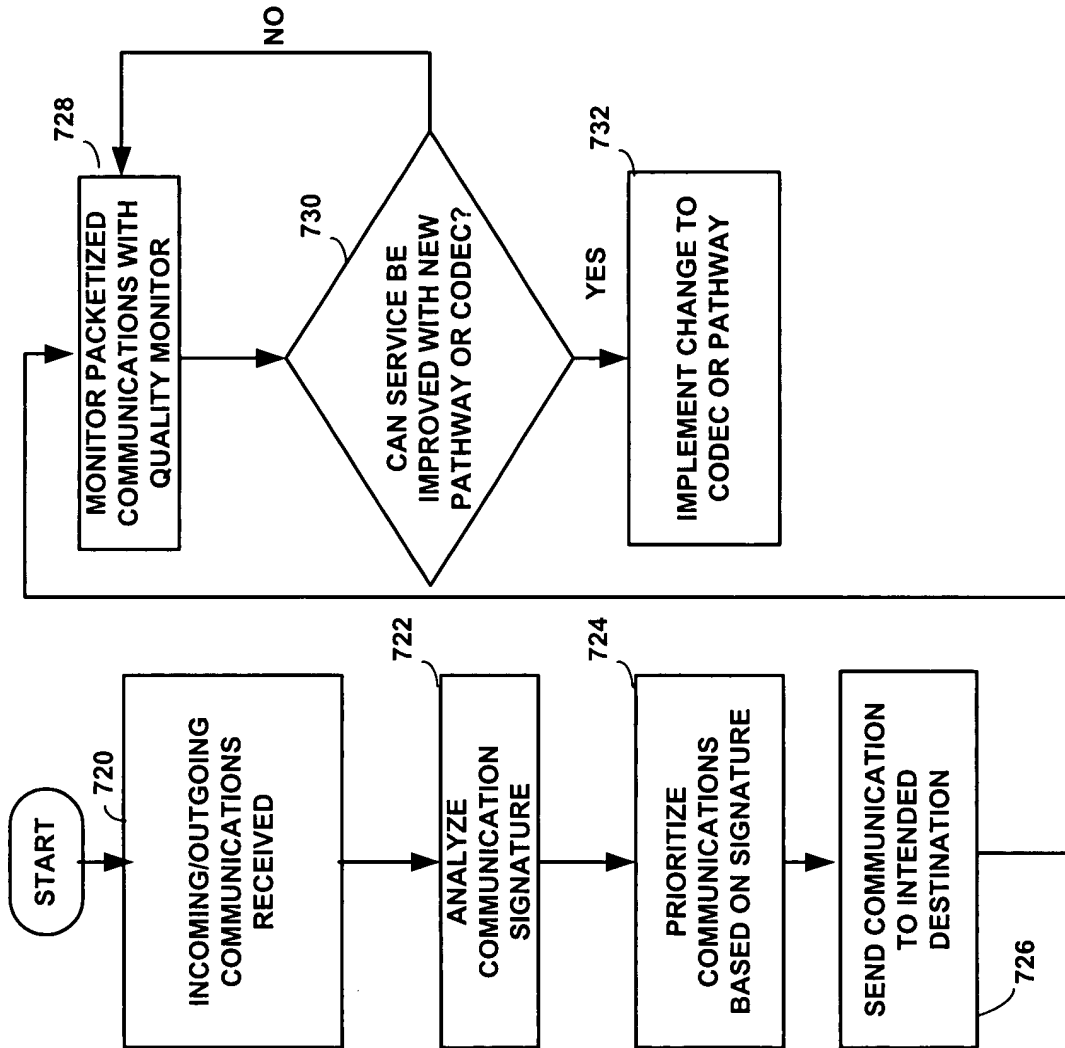 START
720
INCOMING/OUTGOING
COMMUNICATIONS
RECEIVED
722
ANALYZE
COMMUNICATION
SIGNATURE
724
PRIORITIZE
COMMUNICATIONS
BASED ON SIGNATURE
SEND COMMUNICATION
TO INTENDED
DESTINATION
726
728
MONITOR PACKETIZED
COMMUNICATIONS WITH
QUALITY MONITOR
NO
730
CAN SERVICE BE
IMPROVED WITH NEW
PATHWAY OR CODEC?
YES
732
IMPLEMENT CHANGE TO
CODEC OR PATHWAY